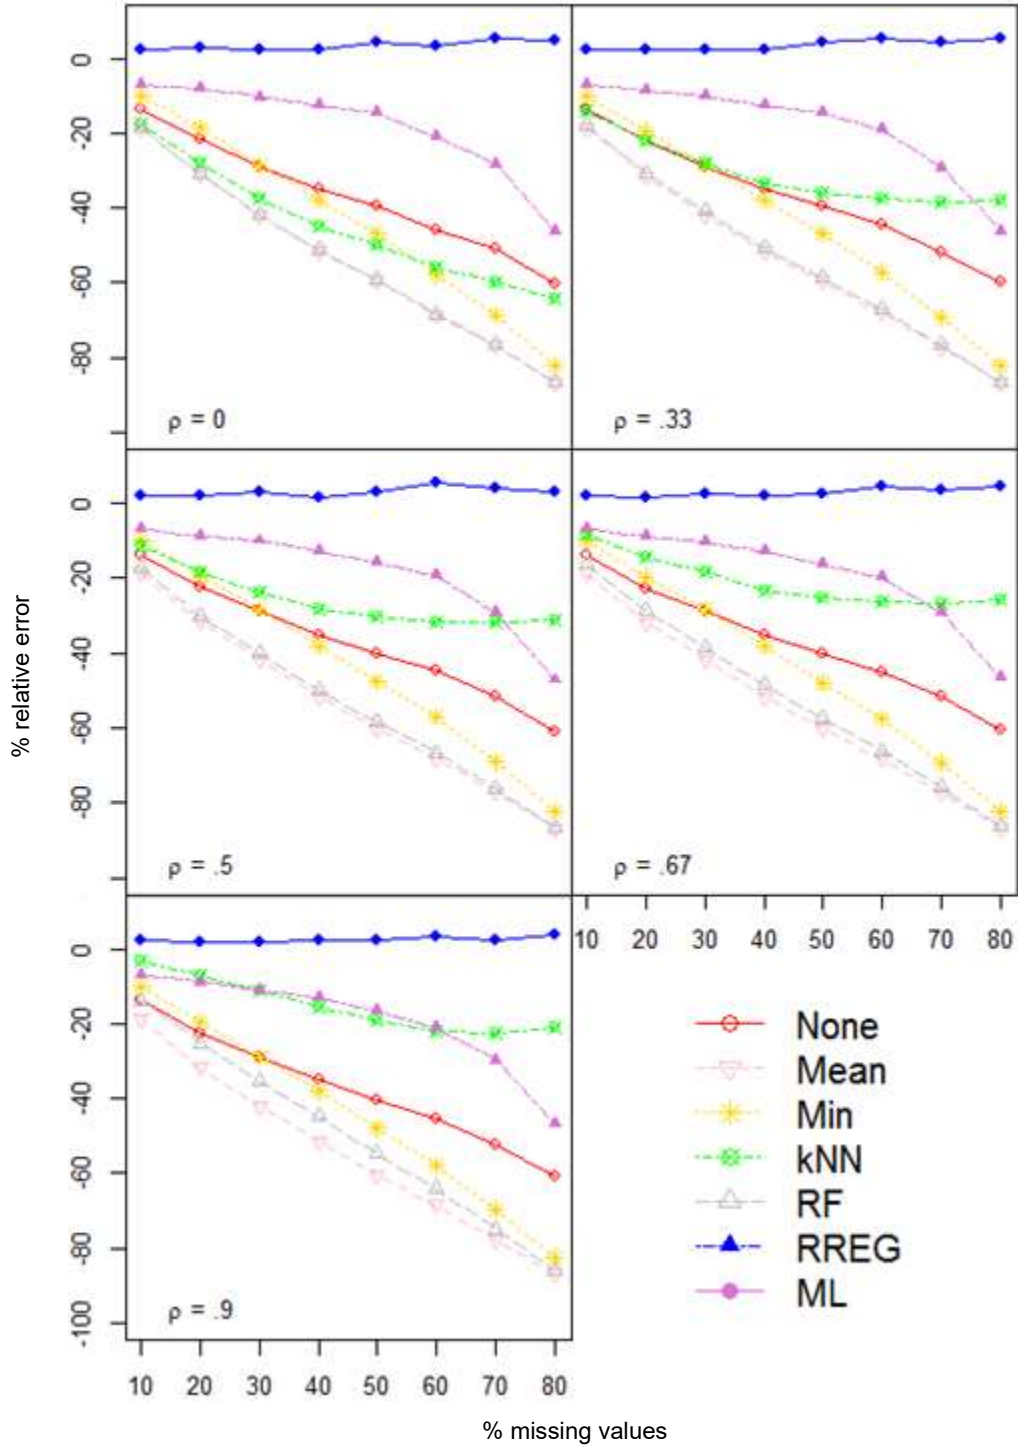 0
-20
-40
-60
-80
ρ = 0
ρ = .33
0
-20
-40
-60
-80
ρ = .5
ρ = .67
% relative error
10 20 30 40 50 60 70 80
0
-20
-40
-60
-80
-100
ρ = .9
None
Mean
Min
kNN
RF
RREG
ML
10 20 30 40 50 60 70 80
% missing values